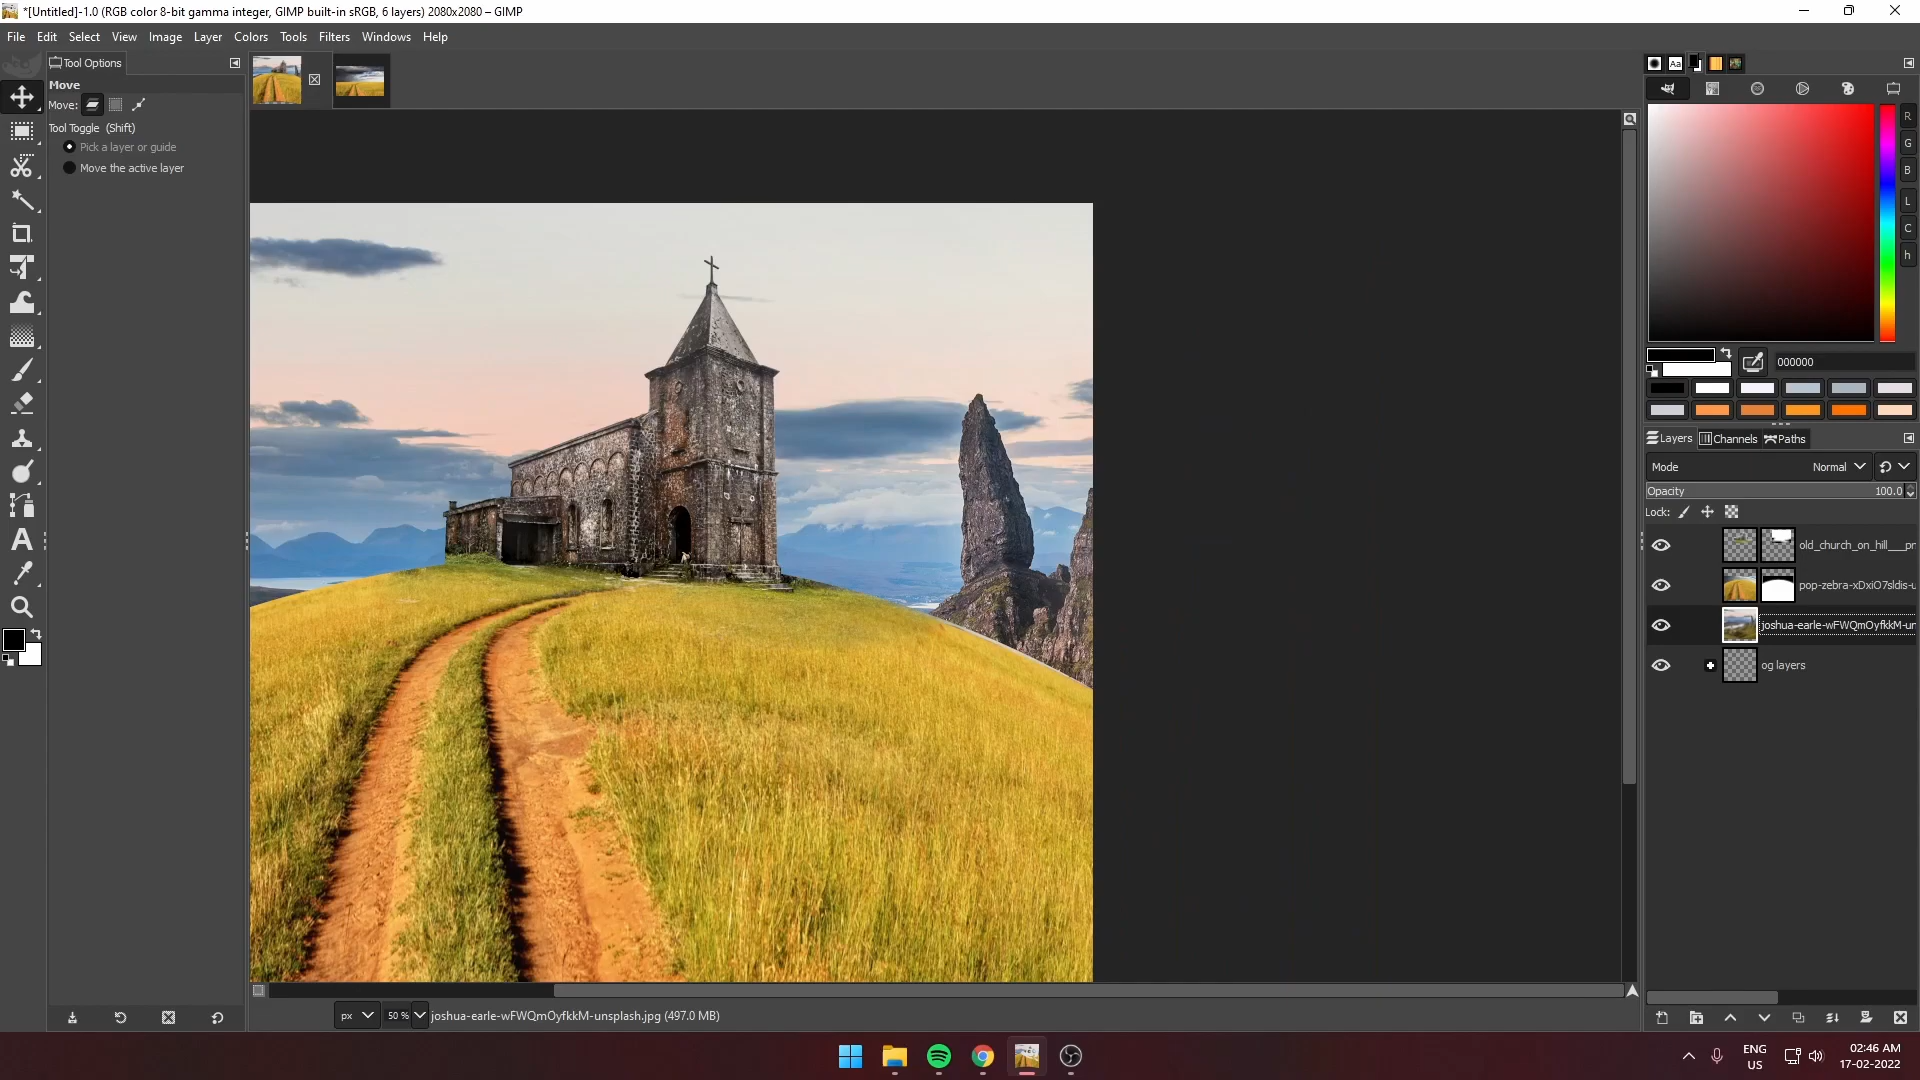 *[Untitled]-1.0 (RGB color 8-bit gamma integer, GIMP built-in sRGB, 6 layers) 2080x2080 – GIMP
File Edit Select View Image Layer Colors Tools Filters Windows Help
Tool Options
Move
Move:
Tool Toggle (Shift)
Pick a layer or guide
Move the active layer
Aa
R
G
B
L
C
h
000000
Layers Channels Paths
Mode Normal
Opacity 100.0
Lock:
old_church_on_hill___pn
pop-zebra-xDxiO7sldis-u
joshua-earle-wFWQmOyfkkM-un
og layers
px 50 % joshua-earle-wFWQmOyfkkM-unsplash.jpg (497.0 MB)
ENG
US
02:46 AM
17-02-2022